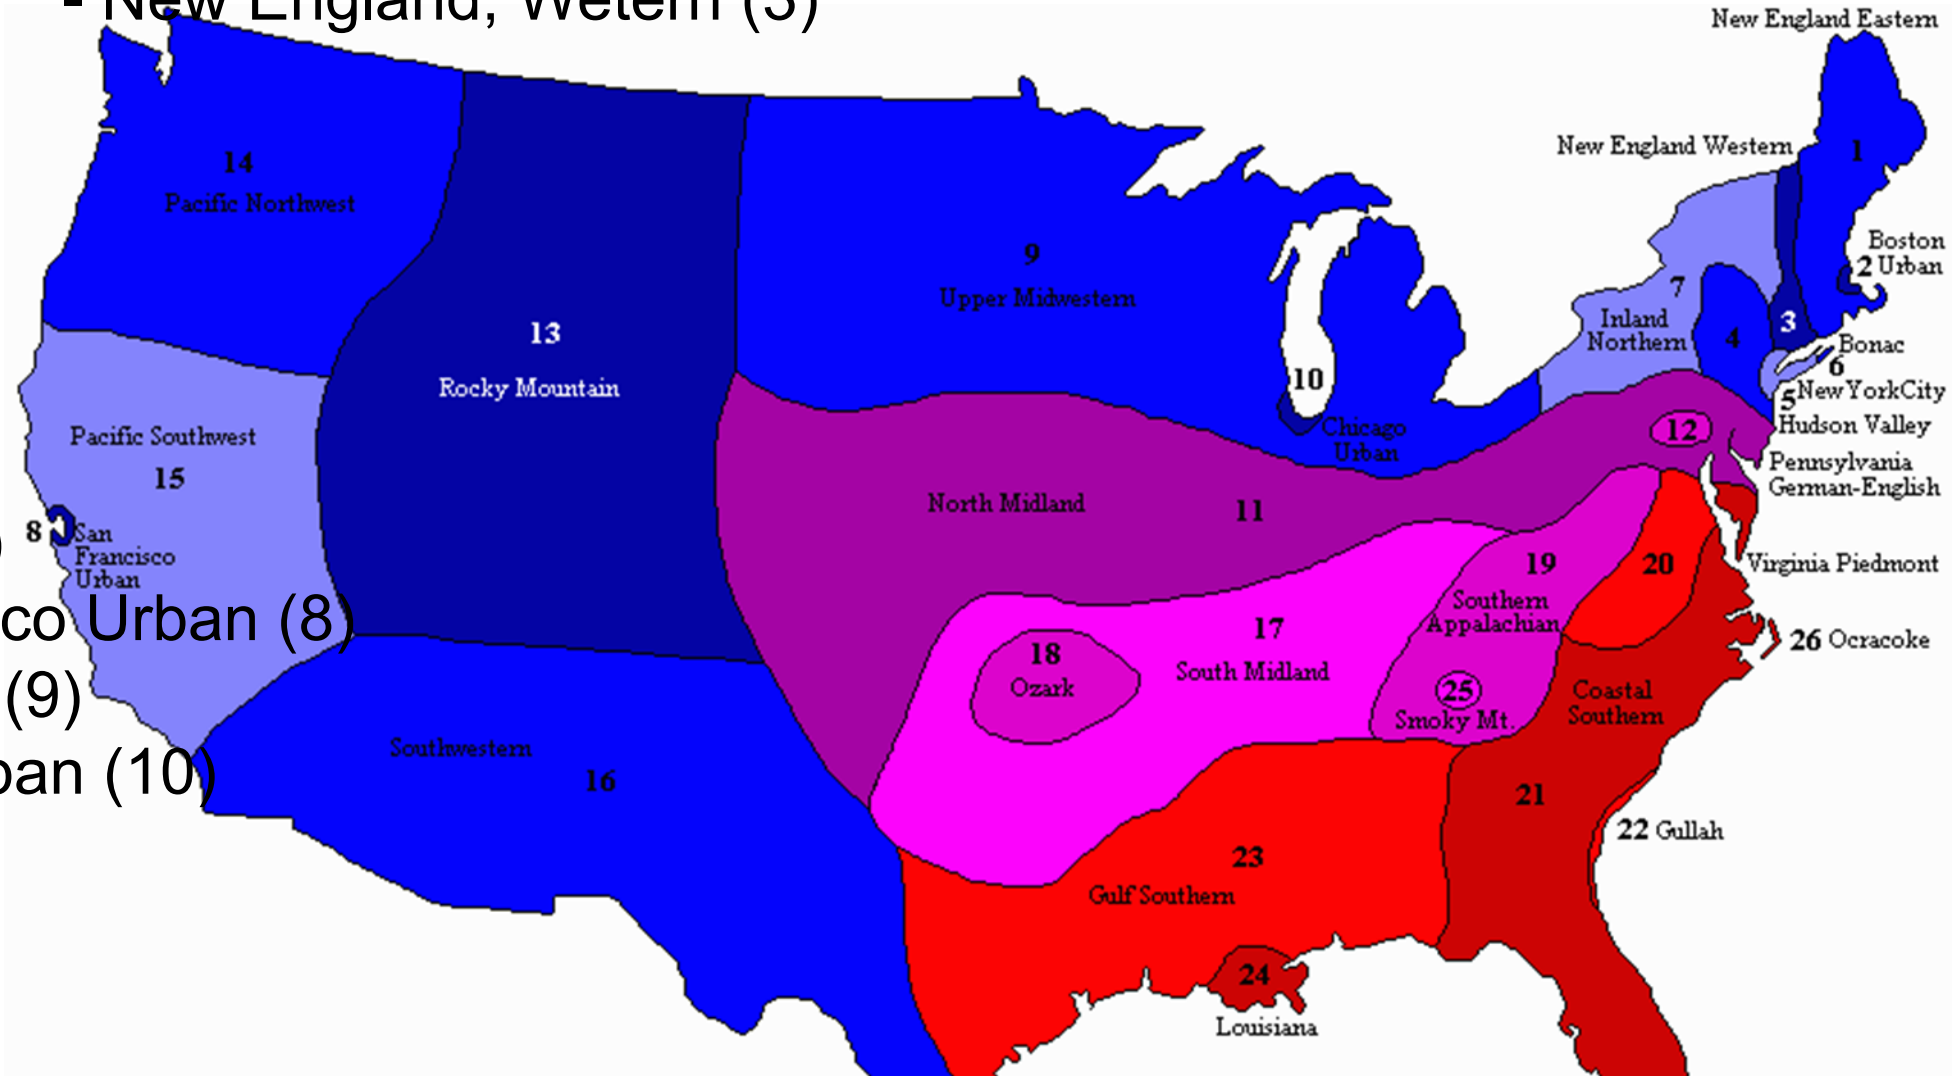 - New England, Wetern (3)
New England Eastern
New England Western
1
14
Pacific Northwest
9
Upper Midwestern
Boston
2 Urban
7
Inland
Northern
4
3
Bonac
6
13
Rocky Mountain
10
5
New York City
Hudson Valley
12
Chicago
Urban
Pacific Southwest
15
Pennsylvania
German-English
North Midland
11
8
San
Francisco
Urban
)
19
20
Virginia Piedmont
Southern
Appalachian
co Urban (8)
17
South Midland
18
Ozark
26 Ocracoke
(9)
25
Smoky Mt.
Coastal
Southern
Southwestern
16
ban (10)
21
22 Gullah
23
Gulf Southern
24
Louisiana